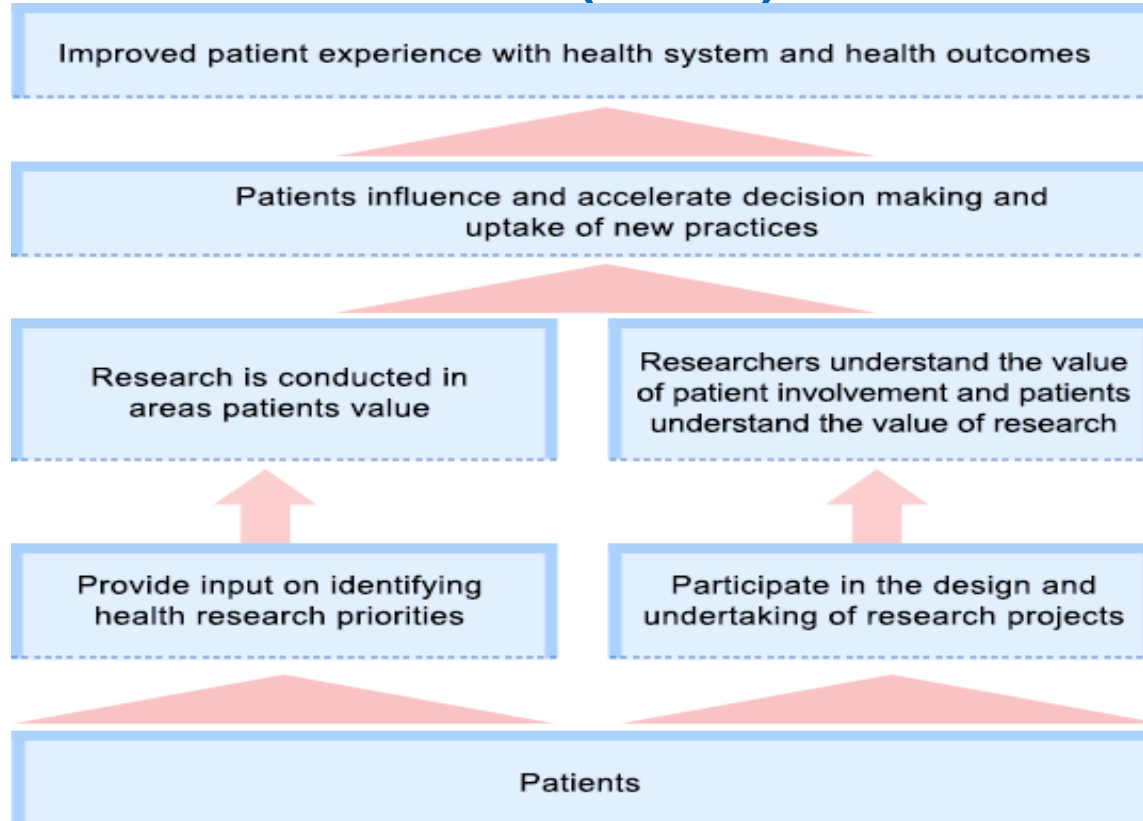 Improved patient experience with health system and health outcomes
Patients influence and accelerate decision making and
uptake of new practices
Research is conducted in
areas patients value
Researchers understand the value
of patient involvement and patients
understand the value of research
Provide input on identifying
health research priorities
Participate in the design and
undertaking of research projects
Patients